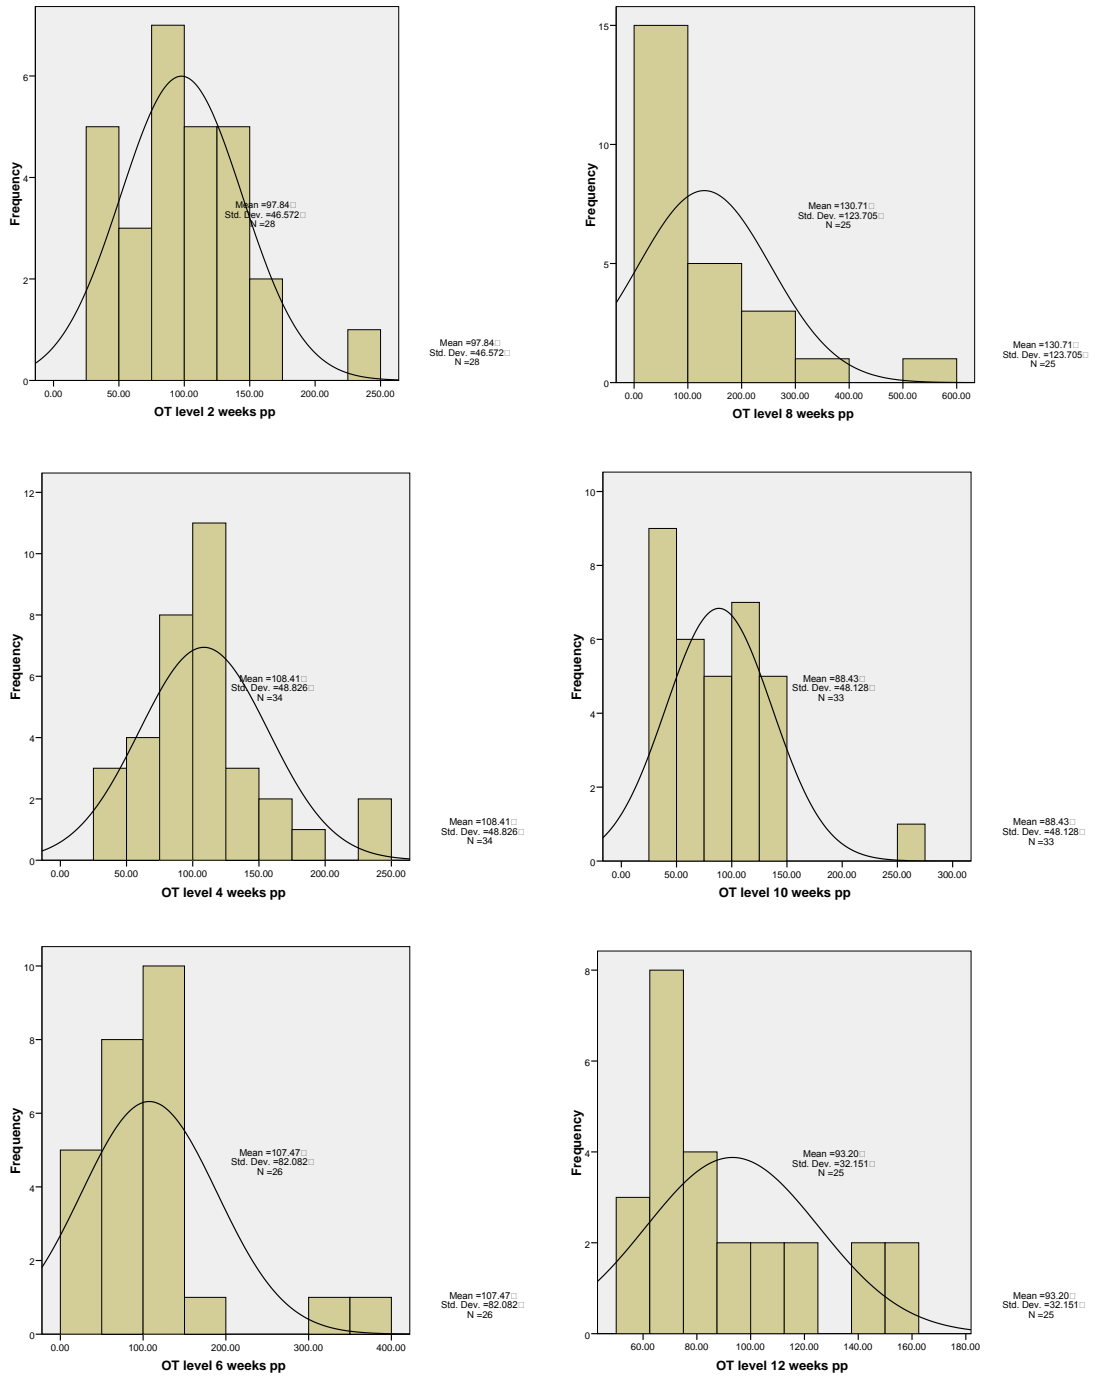 Frequency
6
4
2
0
0.00 50.00 100.00 150.00 200.00 250.00
OT level 2 weeks pp
Mean =97.84□
Std. Dev. =46.572□
N =28
Mean =97.84□
Std. Dev. =46.572□
N =28
Frequency
15
10
5
0
0.00 100.00 200.00 300.00 400.00 500.00 600.00
OT level 8 weeks pp
Mean =130.71□
Std. Dev. =123.705□
N =25
Mean =130.71□
Std. Dev. =123.705□
N =25
Frequency
12
10
8
6
4
2
0
0.00 50.00 100.00 150.00 200.00 250.00
OT level 4 weeks pp
Mean =108.41□
Std. Dev. =48.826□
N =34
Mean =108.41□
Std. Dev. =48.826□
N =34
Frequency
10
8
6
4
2
0
0.00 50.00 100.00 150.00 200.00 250.00 300.00
OT level 10 weeks pp
Mean =88.43□
Std. Dev. =48.128□
N =33
Mean =88.43□
Std. Dev. =48.128□
N =33
Frequency
10
8
6
4
2
0
0.00 100.00 200.00 300.00 400.00
OT level 6 weeks pp
Mean =107.47□
Std. Dev. =82.082□
N =26
Mean =107.47□
Std. Dev. =82.082□
N =26
Frequency
8
6
4
2
0
60.00 80.00 100.00 120.00 140.00 160.00 180.00
OT level 12 weeks pp
Mean =93.20□
Std. Dev. =32.151□
N =25
Mean =93.20□
Std. Dev. =32.151□
N =25